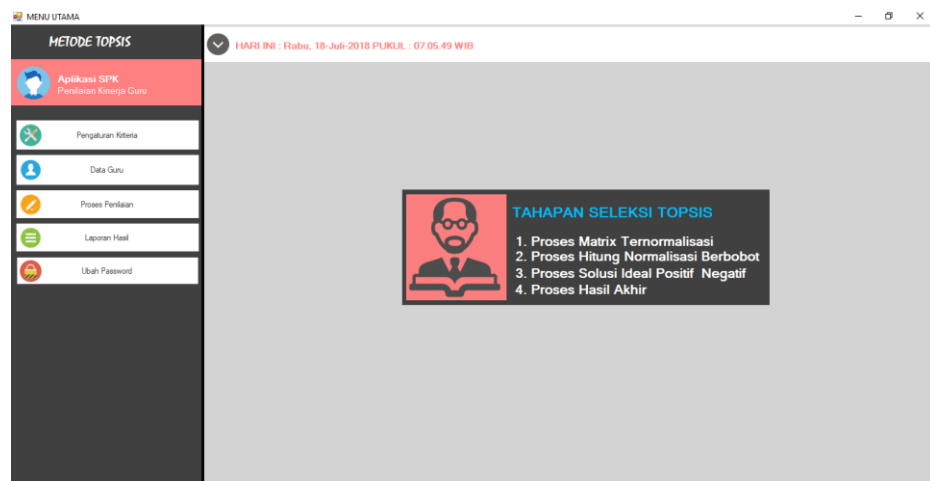 MENU UTAMA
METODE TOPSIS
HARI INI : Rabu, 18-Juli-2018 PUKUL : 07.05.49 WIB
Aplikasi SPK
Penilaian Kinerja Guru
Pengaturan Kriteria
Data Guru
Proses Penilaian
Laporan Hasil
Ubah Password
TAHAPAN SELEKSI TOPSIS
1. Proses Matrix Ternormalisasi
2. Proses Hitung Normalisasi Berbobot
3. Proses Solusi Ideal Positif Negatif
4. Proses Hasil Akhir